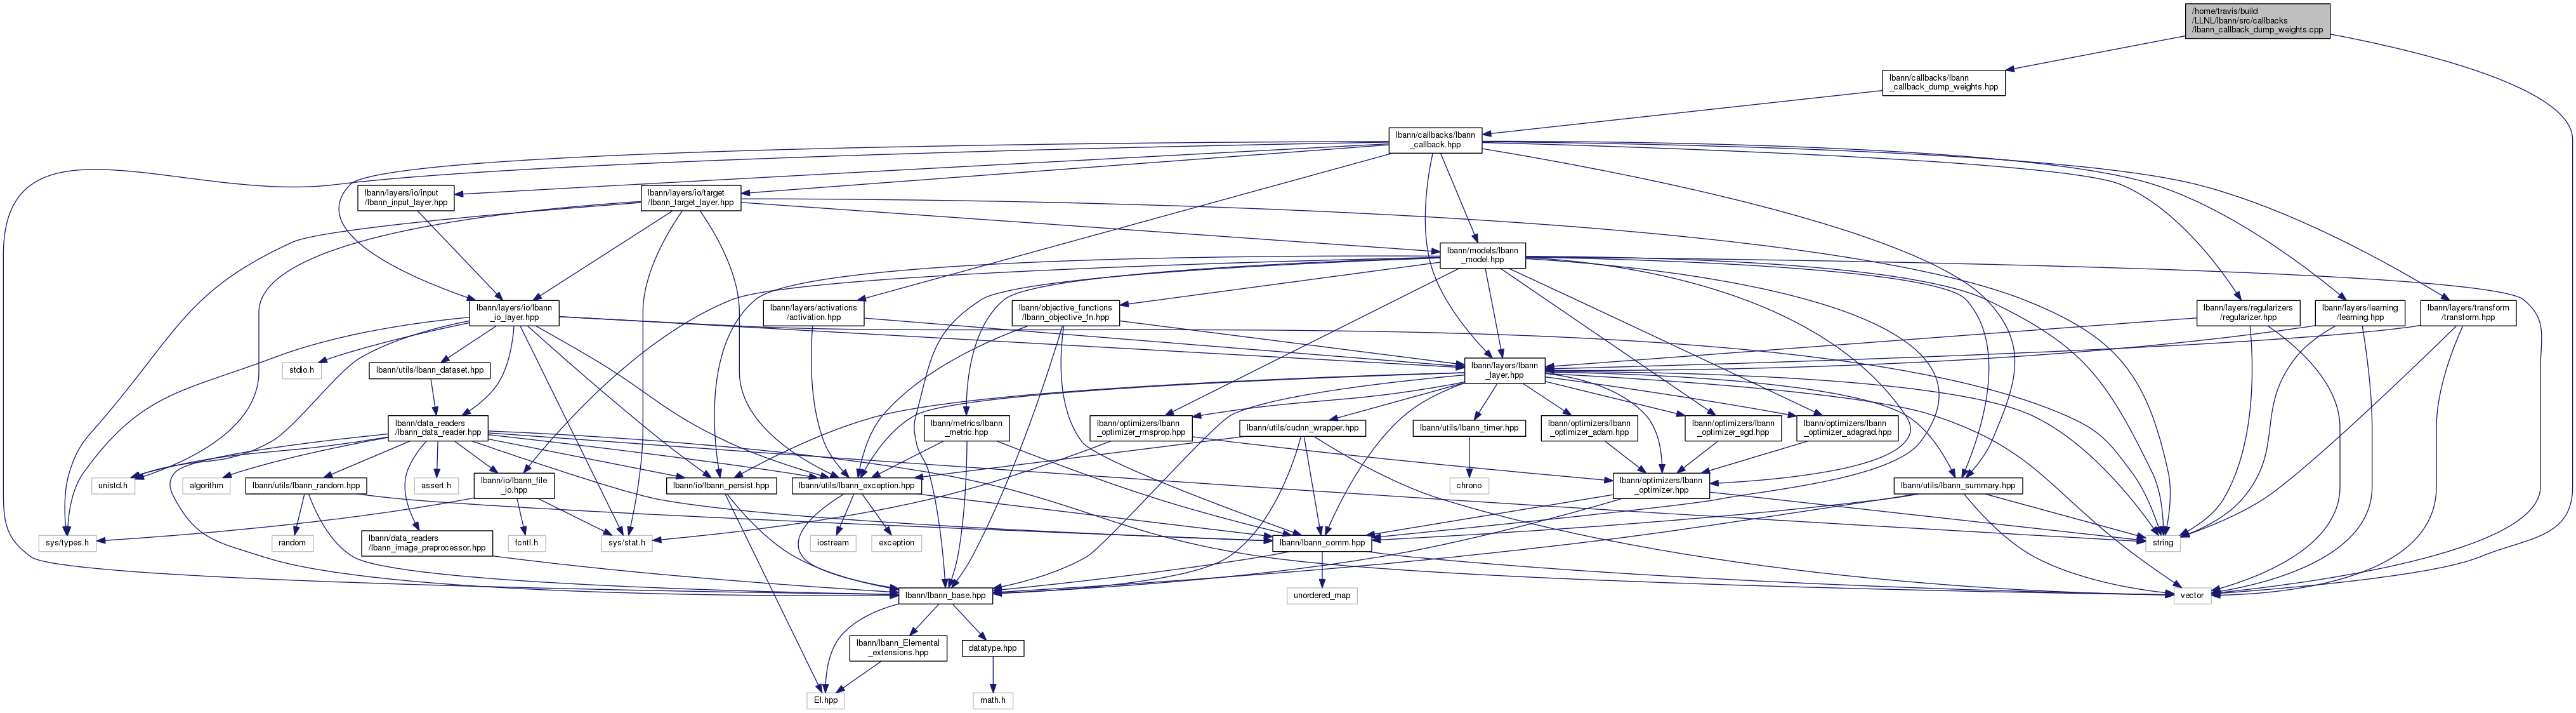 /home/travis/build
/LLNL/lbann/src/callbacks
/lbann_callback_dump_weights.cpp
lbann/callbacks/lbann
_callback_dump_weights.hpp
lbann/callbacks/lbann
_callback.hpp
lbann/layers/io/input
/lbann_input_layer.hpp
lbann/layers/io/target
/lbann_target_layer.hpp
lbann/models/lbann
_model.hpp
lbann/layers/io/lbann
_io_layer.hpp
lbann/layers/activations
/activation.hpp
lbann/objective_functions
/lbann_objective_fn.hpp
lbann/layers/regularizers
/regularizer.hpp
lbann/layers/learning
/learning.hpp
lbann/layers/transform
/transform.hpp
stdio.h
lbann/utils/lbann_dataset.hpp
lbann/layers/lbann
_layer.hpp
lbann/data_readers
/lbann_data_reader.hpp
lbann/metrics/lbann
_metric.hpp
lbann/optimizers/lbann
_optimizer_rmsprop.hpp
lbann/utils/cudnn_wrapper.hpp
lbann/utils/lbann_timer.hpp
lbann/optimizers/lbann
_optimizer_adam.hpp
lbann/optimizers/lbann
_optimizer_sgd.hpp
lbann/optimizers/lbann
_optimizer_adagrad.hpp
unistd.h
algorithm
lbann/utils/lbann_random.hpp
assert.h
lbann/io/lbann_file
_io.hpp
lbann/io/lbann_persist.hpp
lbann/utils/lbann_exception.hpp
chrono
lbann/optimizers/lbann
_optimizer.hpp
lbann/utils/lbann_summary.hpp
sys/types.h
random
lbann/data_readers
/lbann_image_preprocessor.hpp
fcntl.h
sys/stat.h
iostream
exception
lbann/lbann_comm.hpp
string
lbann/lbann_base.hpp
unordered_map
vector
lbann/lbann_Elemental
_extensions.hpp
datatype.hpp
El.hpp
math.h